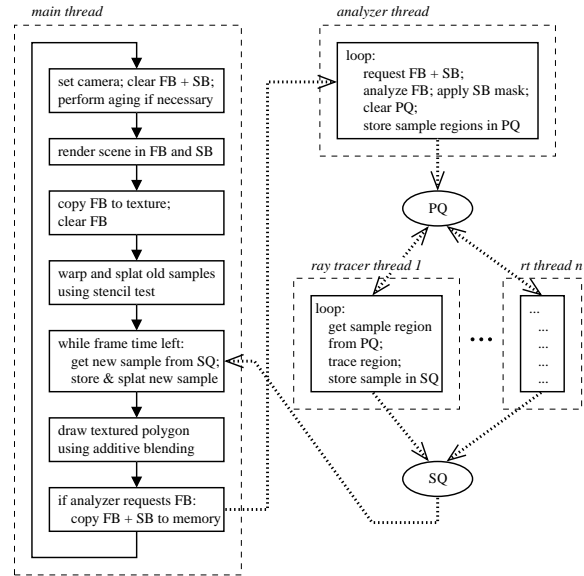 main thread
set camera; clear FB + SB;
perform aging if necessary
render scene in FB and SB
copy FB to texture;
clear FB
warp and splat old samples
using stencil test
while frame time left:
get new sample from SQ;
store & splat new sample
draw textured polygon
using additive blending
if analyzer requests FB:
copy FB + SB to memory
analyzer thread
loop:
request FB + SB;
analyze FB; apply SB mask;
clear PQ;
store sample regions in PQ
PQ
ray tracer thread 1
loop:
get sample region
from PQ;
trace region;
store sample in SQ
...
rt thread n
...
...
...
...
...
SQ